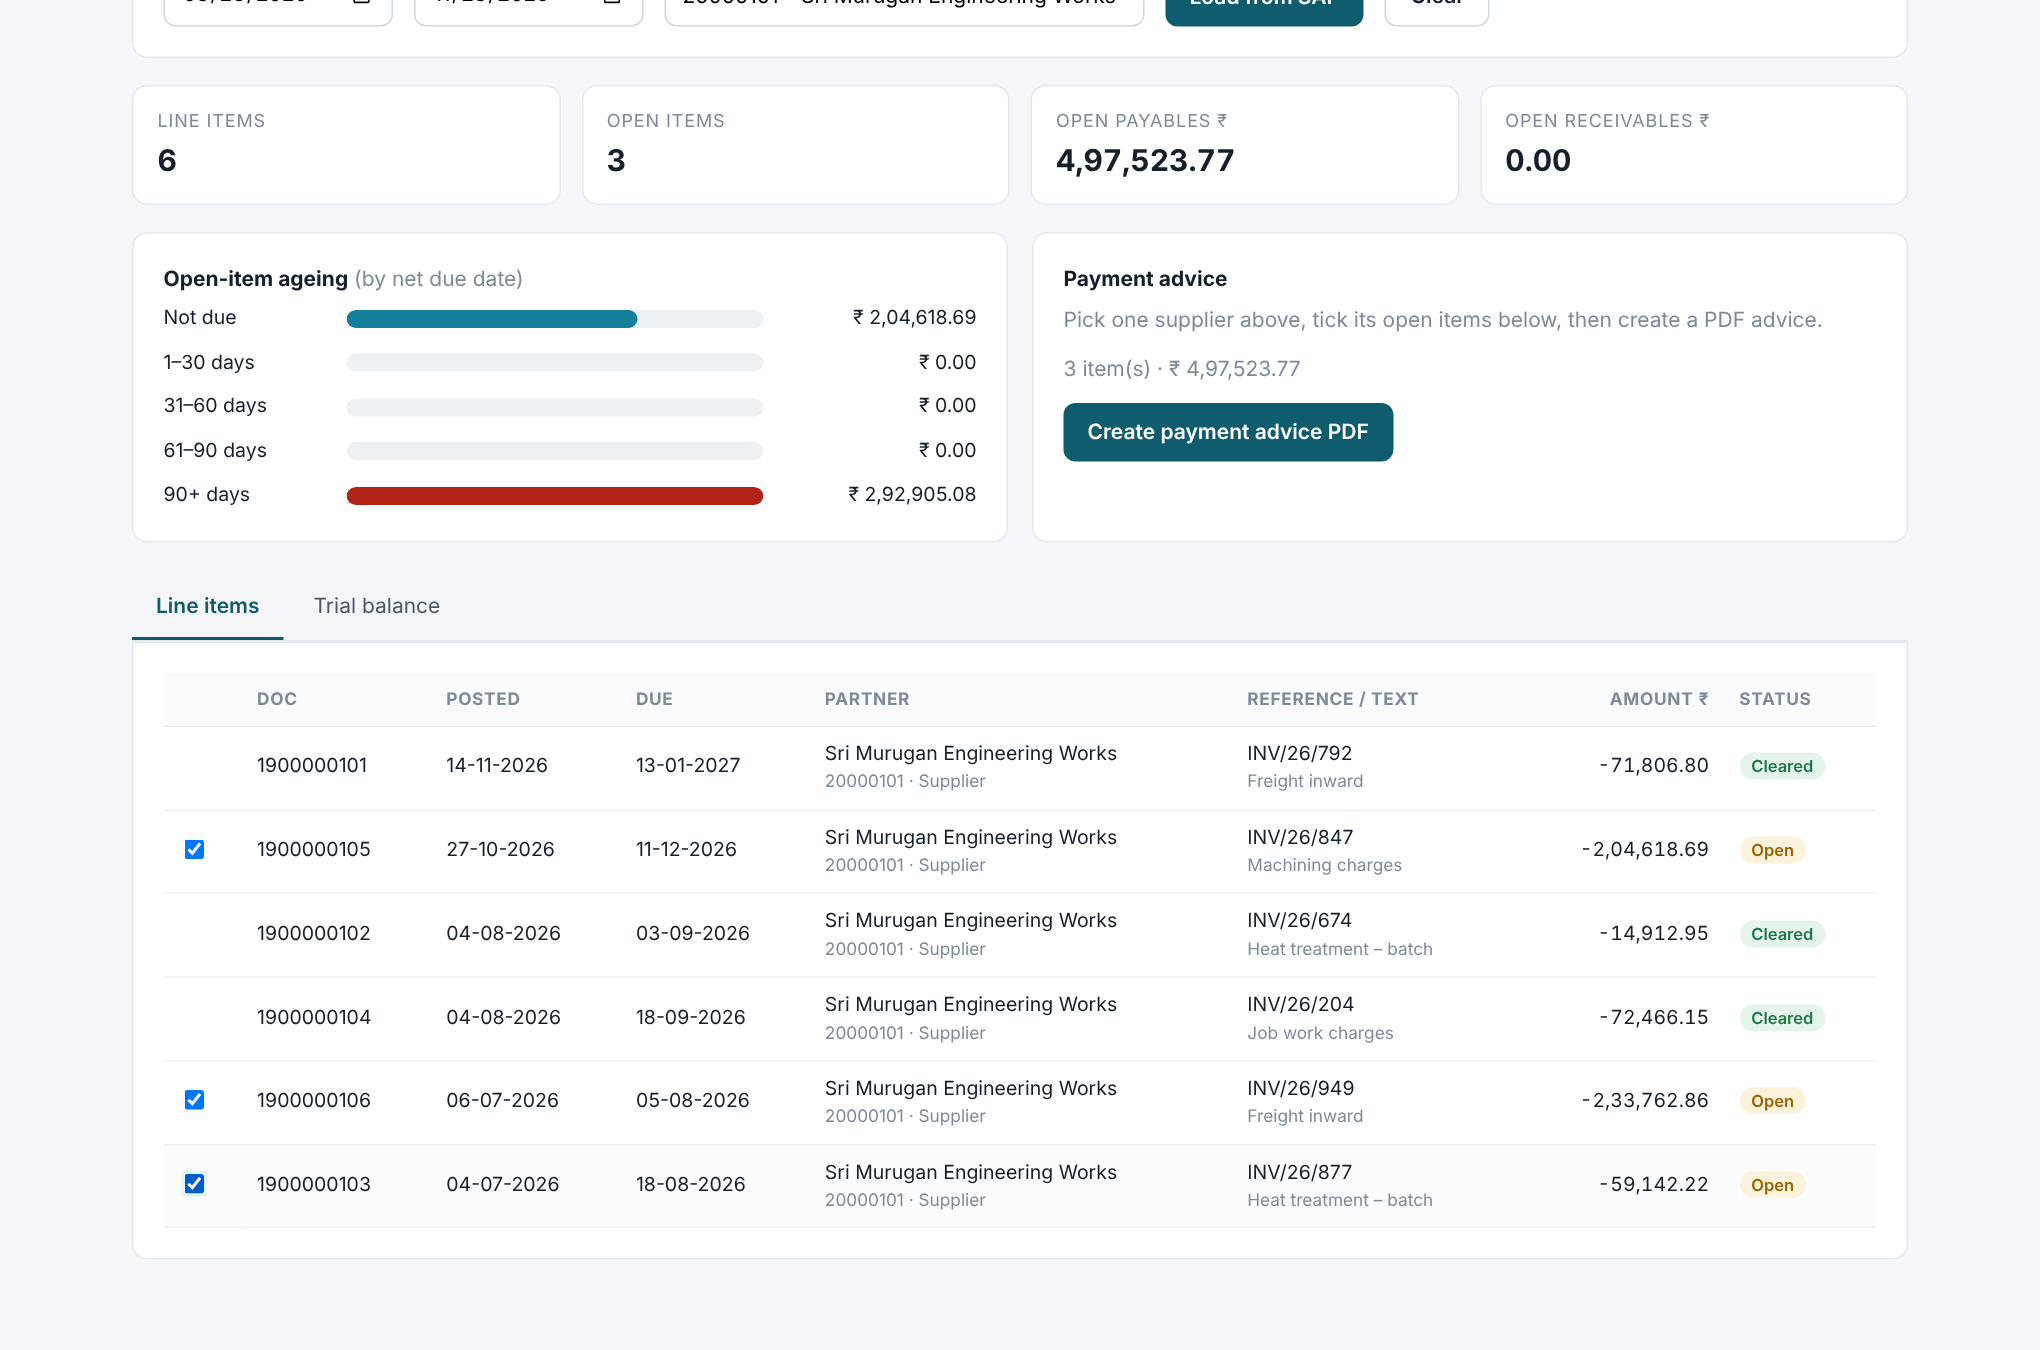 20000101 · Sri Murugan Engineering Works
Load from SAP
Clear
LINE ITEMS
6
OPEN ITEMS
3
OPEN PAYABLES ₹
4,97,523.77
OPEN RECEIVABLES ₹
0.00
Open-item ageing (by net due date)
Not due ₹ 2,04,618.69
1–30 days ₹ 0.00
31–60 days ₹ 0.00
61–90 days ₹ 0.00
90+ days ₹ 2,92,905.08
Payment advice
Pick one supplier above, tick its open items below, then create a PDF advice.
3 item(s) · ₹ 4,97,523.77
Create payment advice PDF
Line items Trial balance
DOC POSTED DUE PARTNER REFERENCE / TEXT AMOUNT ₹ STATUS
1900000101 14-11-2026 13-01-2027 Sri Murugan Engineering Works INV/26/792 -71,806.80 Cleared
20000101 · Supplier Freight inward
1900000105 27-10-2026 11-12-2026 Sri Murugan Engineering Works INV/26/847 -2,04,618.69 Open
20000101 · Supplier Machining charges
1900000102 04-08-2026 03-09-2026 Sri Murugan Engineering Works INV/26/674 -14,912.95 Cleared
20000101 · Supplier Heat treatment – batch
1900000104 04-08-2026 18-09-2026 Sri Murugan Engineering Works INV/26/204 -72,466.15 Cleared
20000101 · Supplier Job work charges
1900000106 06-07-2026 05-08-2026 Sri Murugan Engineering Works INV/26/949 -2,33,762.86 Open
20000101 · Supplier Freight inward
1900000103 04-07-2026 18-08-2026 Sri Murugan Engineering Works INV/26/877 -59,142.22 Open
20000101 · Supplier Heat treatment – batch